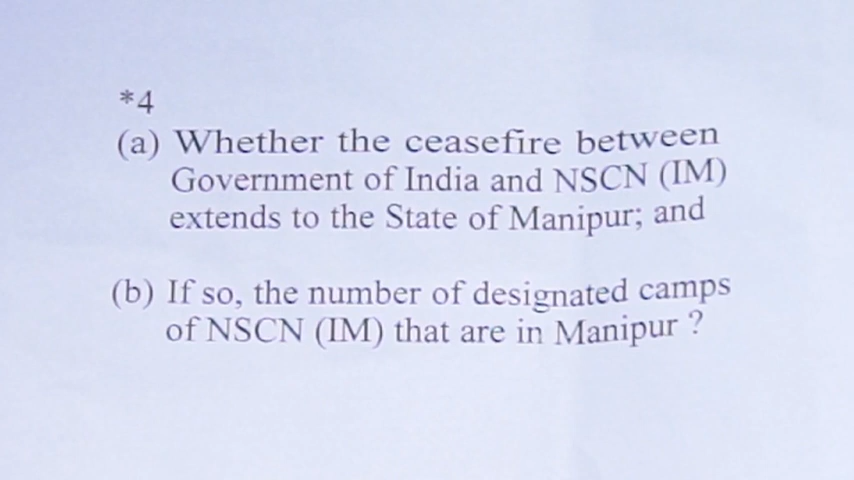 *4
(a) Whether the ceasefire between
Government of India and NSCN (IM)
extends to the State of Manipur; and
(b) If so, the number of designated camps
of NSCN (IM) that are in Manipur ?